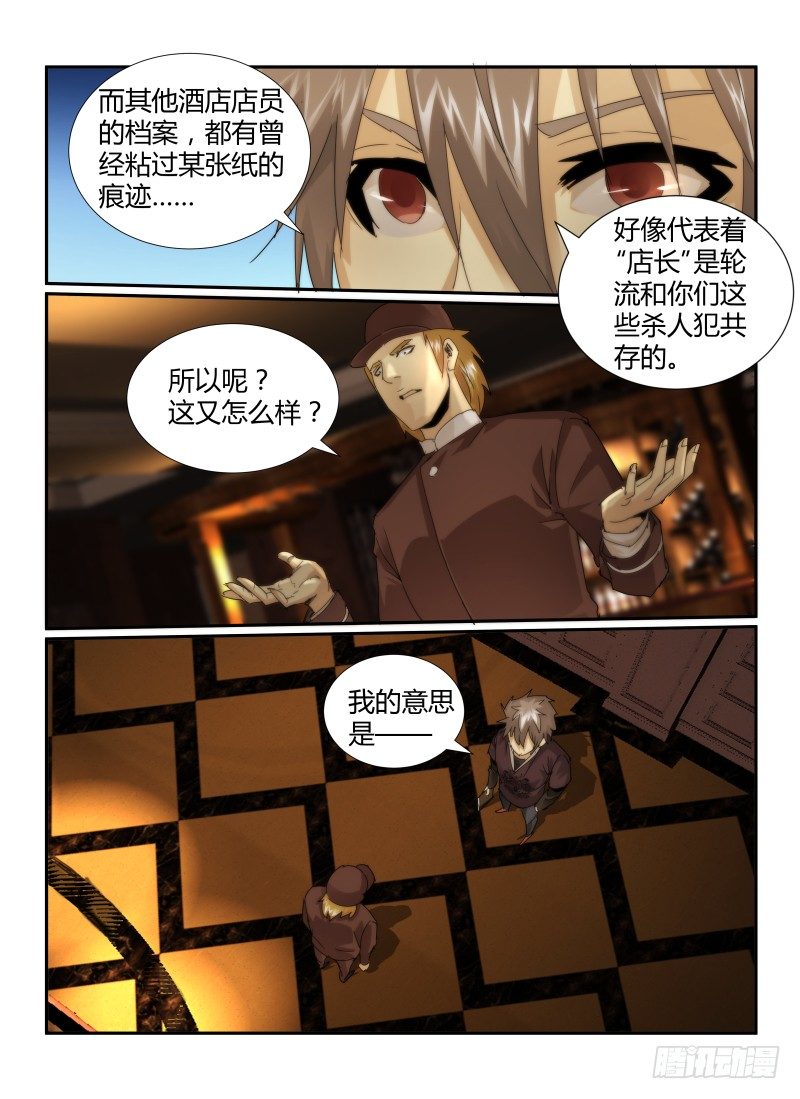 而其他酒店店员
的档案，都有曾
经粘过某张纸的
痕迹……
好像代表着
“店长”是轮
流和你们这
些杀人犯共
存的。
所以呢？
这又怎么样？
我的意思
是——
腾讯动漫